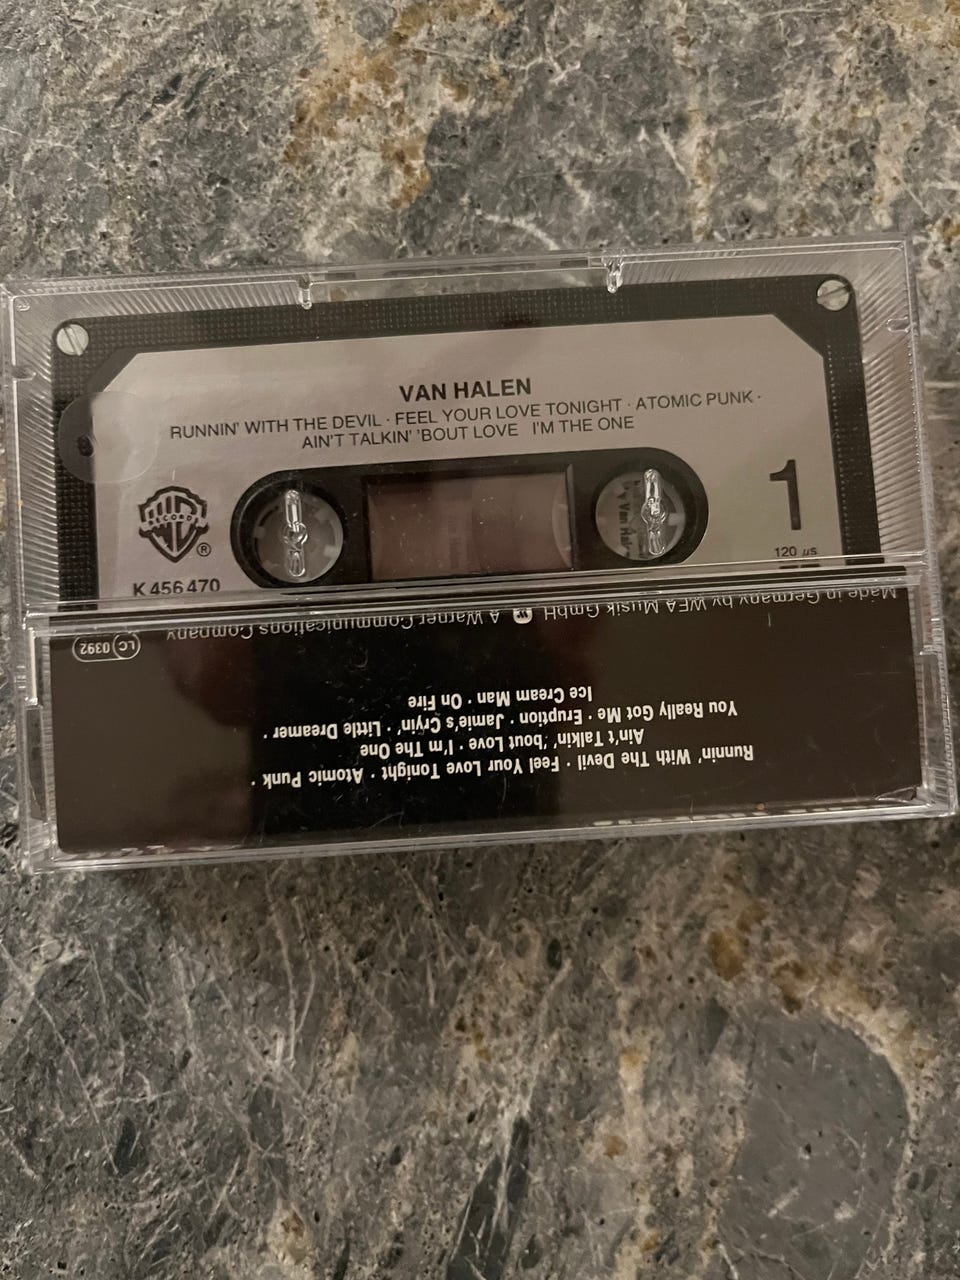 VAN HALEN
RUNNIN' WITH THE DEVIL · FEEL YOUR LOVE TONIGHT · ATOMIC PUNK ·
AIN'T TALKIN' 'BOUT LOVE I'M THE ONE
RECORDS
®
K 456 470
1
120 µs
Runnin' With The Devil · Feel Your Love Tonight · Atomic Punk ·
Ain't Talkin' 'bout Love · I'm The One
You Really Got Me · Eruption · Jamie's Cryin' · Little Dreamer ·
Ice Cream Man · On Fire
LC 0392
Made in Germany by WEA Musik GmbH A Warner Communications Company